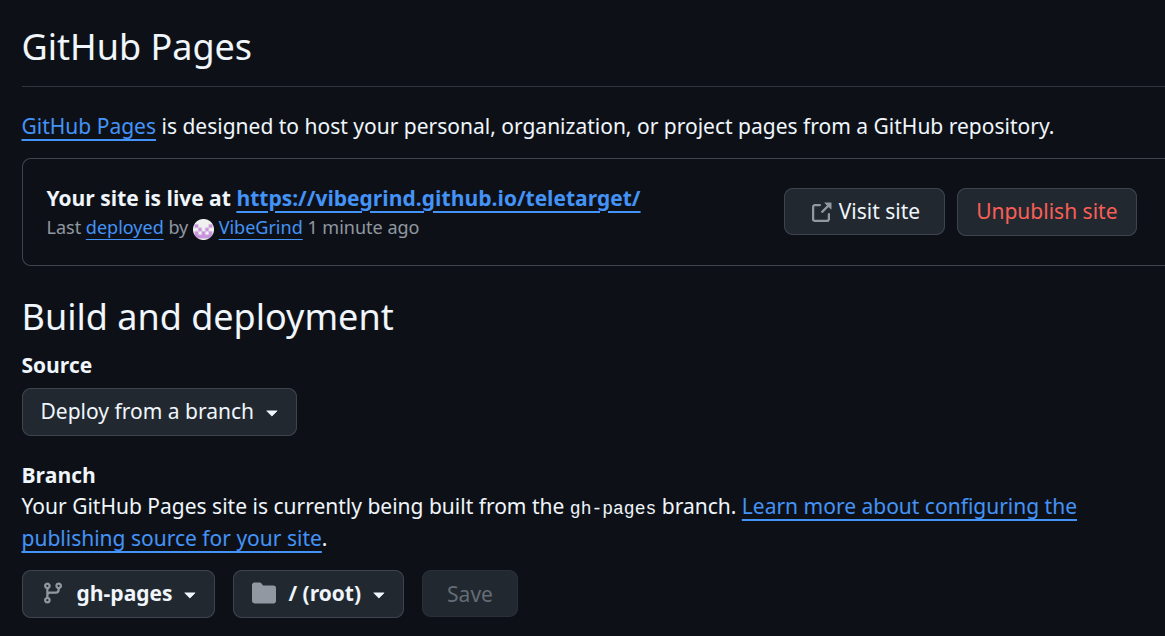 GitHub Pages
GitHub Pages is designed to host your personal, organization, or project pages from a GitHub repository.
Your site is live at https://vibegrind.github.io/teletarget/
Last deployed by VibeGrind 1 minute ago
Visit site
Unpublish site
Build and deployment
Source
Deploy from a branch
Branch
Your GitHub Pages site is currently being built from the gh-pages branch. Learn more about configuring the
publishing source for your site.
gh-pages
/ (root)
Save